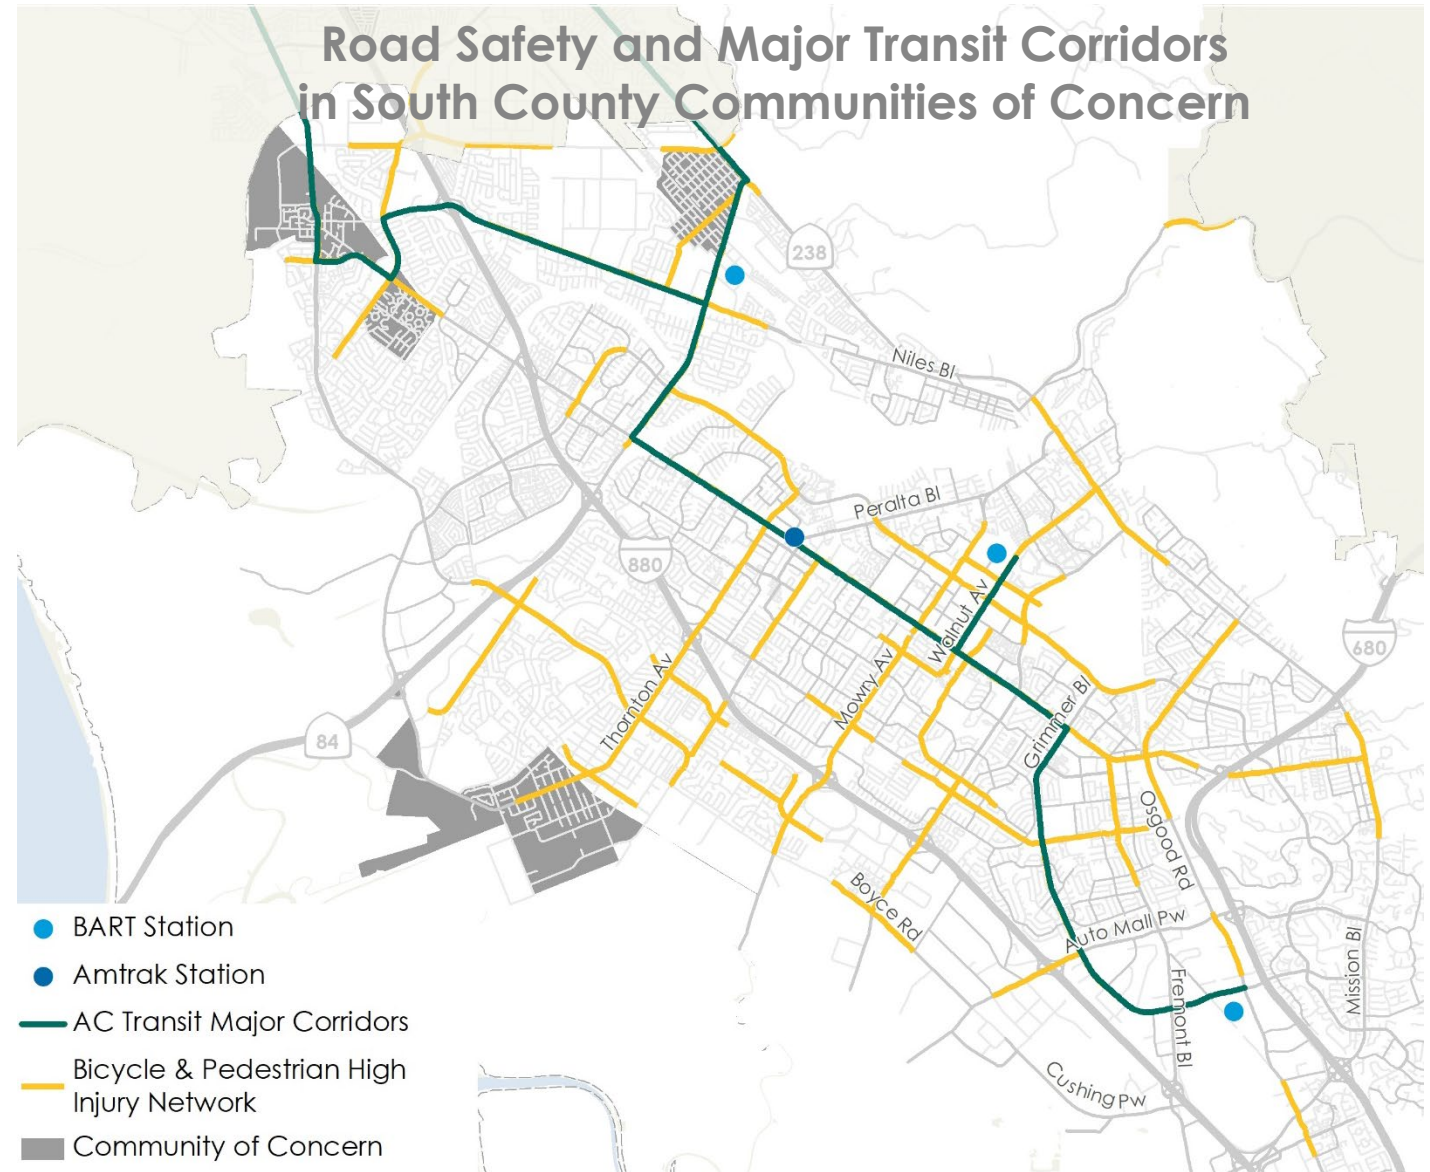 Road Safety and Major Transit Corridors
in South County Communities of Concern
238
Niles Bl
Peralta Bl
880
Walnut Av
680
Mowry Av
Thornton Av
Grimmer Bl
84
Osgood Rd
Boyce Rd
Auto Mall Pw
Mission Bl
Fremont Bl
Cushing Pw
BART Station
Amtrak Station
AC Transit Major Corridors
Bicycle & Pedestrian High
Injury Network
Community of Concern